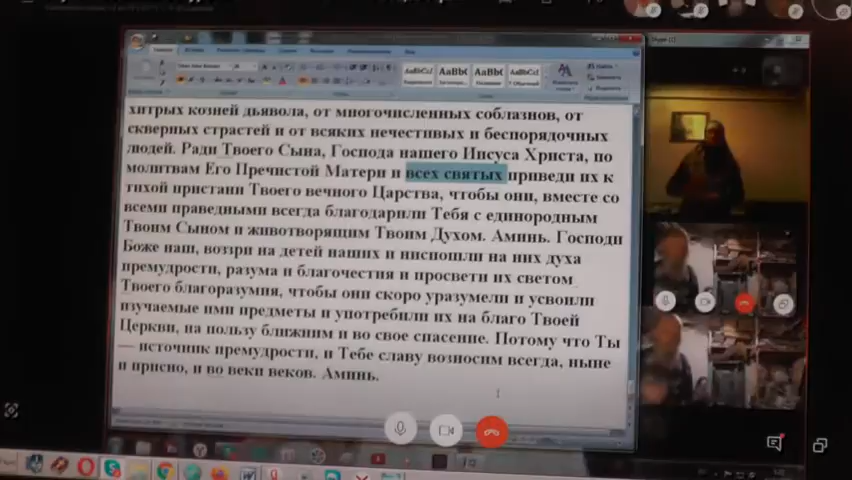 хитрых козней дьявола, от многочисленных соблазнов, от
скверных страстей и от всяких нечестивых и беспорядочных
людей. Ради Твоего Сына, Господа нашего Иисуса Христа, по
молитвам Его Пречистой Матери и всех святых приведи их к
тихой пристани Твоего вечного Царства, чтобы они, вместе со
всеми праведными всегда благодарили Тебя с единородным
Твоим Сыном и животворящим Твоим Духом. Аминь. Господи
Боже наш, воззри на детей наших и ниспошли на них духа
премудрости, разума и благочестия и просвети их светом
Твоего благоразумия, чтобы они скоро уразумели и усвоили
изучаемые ими предметы и употребили их на благо Твоей
Церкви, на пользу ближним и во свое спасение. Потому что Ты
— источник премудрости, и Тебе славу возносим всегда, ныне
и присно, и во веки веков. Аминь.